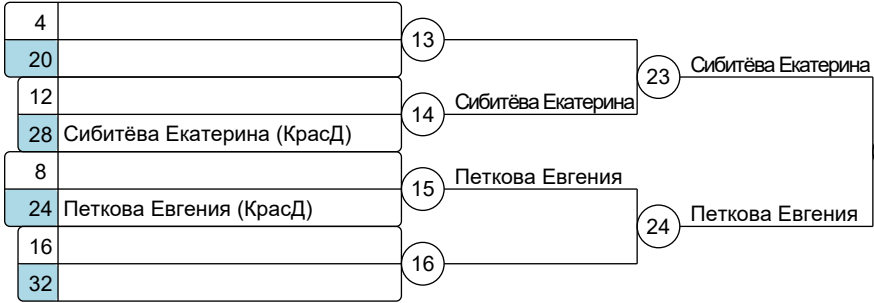 4
13
20
23 Сибитёва Екатерина
12
14 Сибитёва Екатерина
28 Сибитёва Екатерина (КрасД)
8
15 Петкова Евгения
24 Петкова Евгения (КрасД)
24 Петкова Евгения
16
16
32